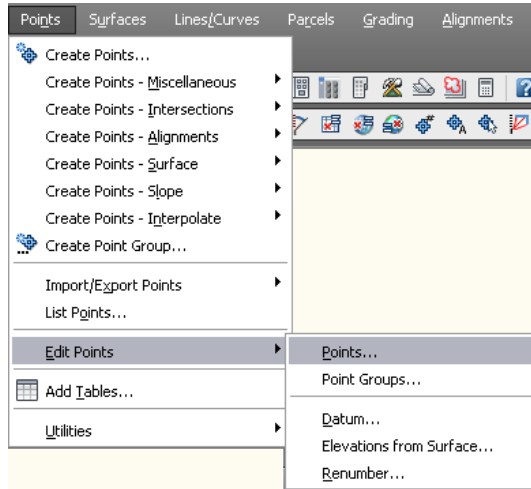 Points Surfaces Lines/Curves Parcels Grading Alignments
Create Points...
Create Points - Miscellaneous
Create Points - Intersections
Create Points - Alignments
Create Points - Surface
Create Points - Slope
Create Points - Interpolate
Create Point Group...
Import/Export Points
List Points...
Edit Points
Points...
Point Groups...
Add Tables...
Datum...
Utilities
Elevations from Surface...
Renumber...